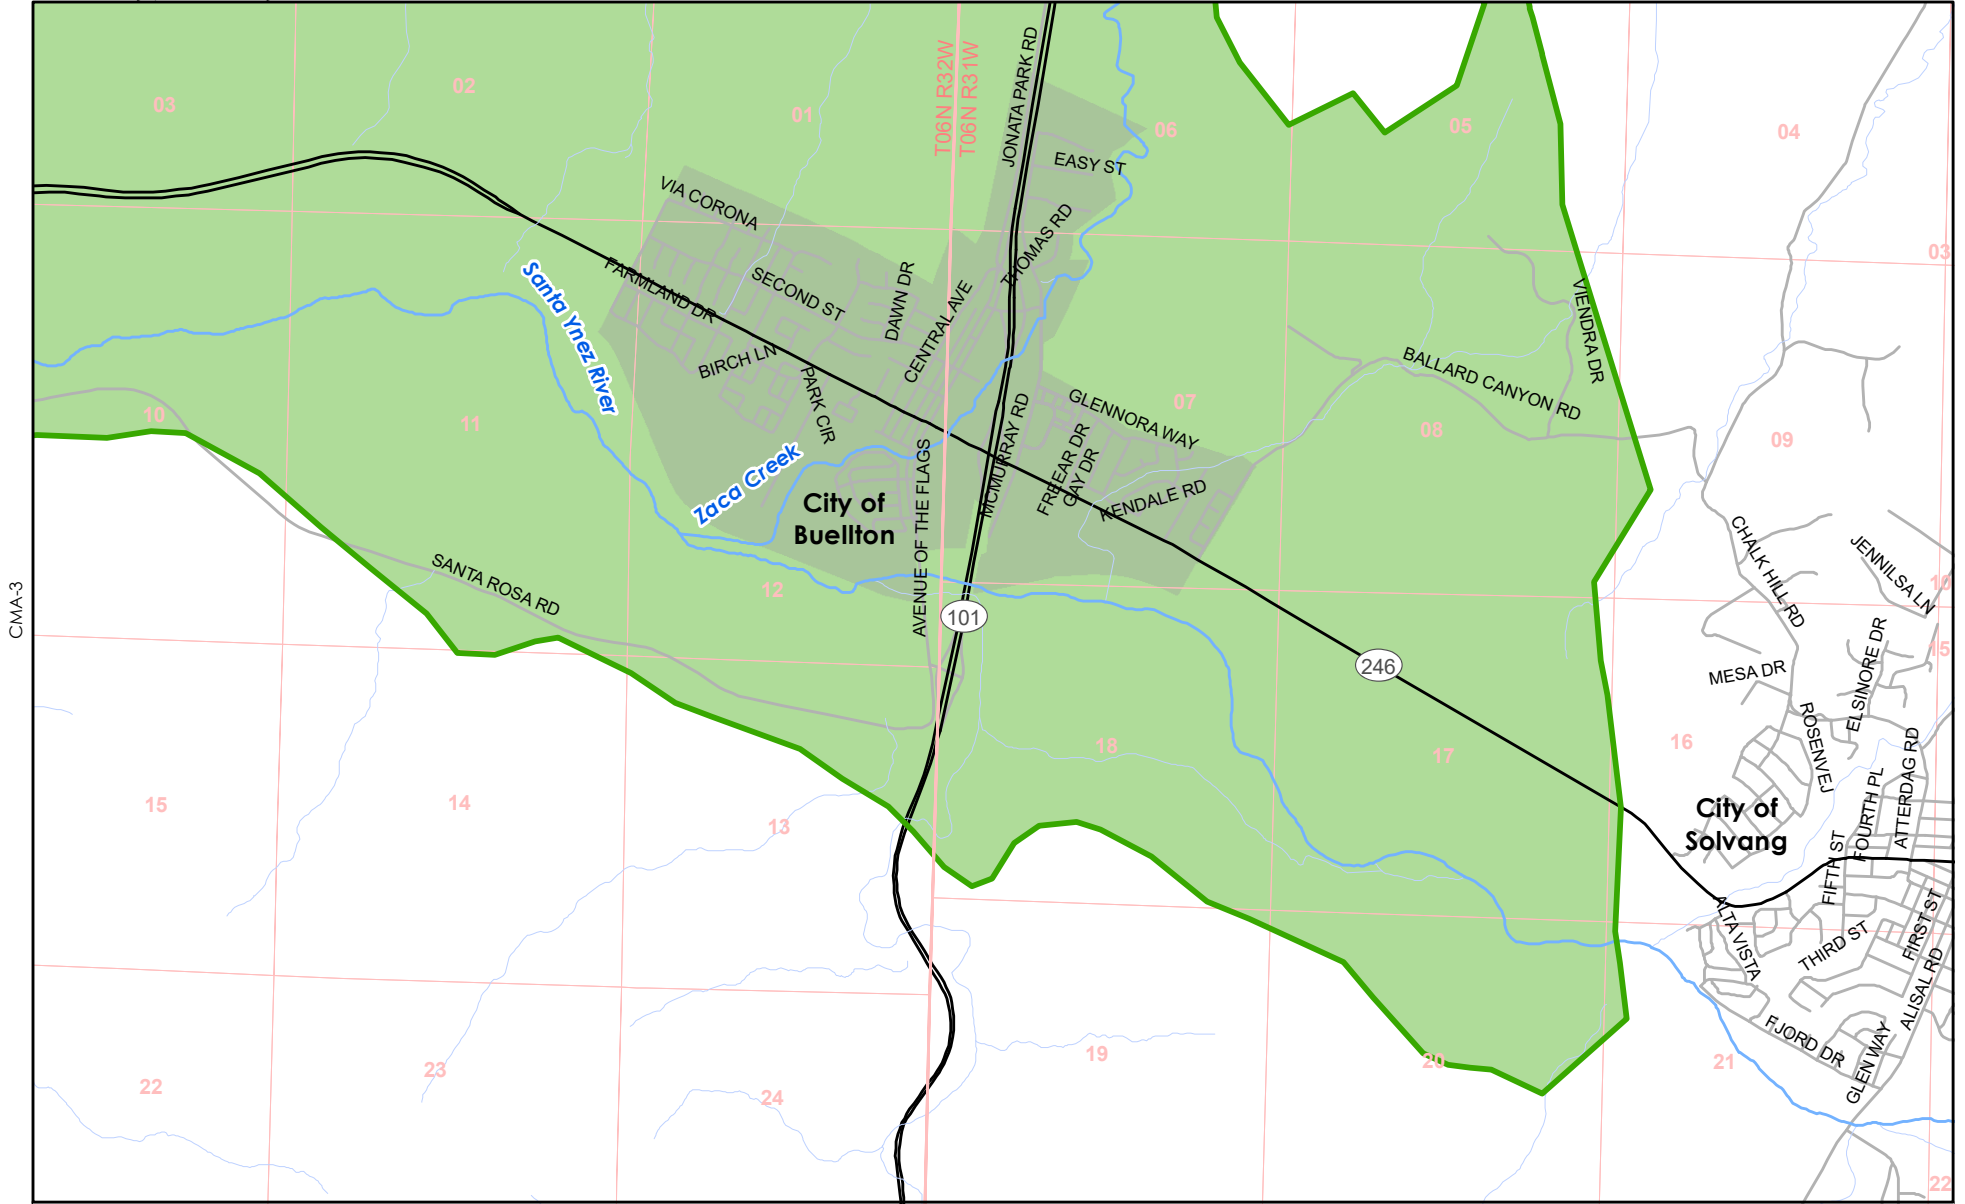 03
02
01
T06N R32W
T06N R31W
JONATA PARK RD
06
05
04
EASY ST
VIA CORONA
THOMAS RD
03
Santa Ynez River
FARMLAND DR
SECOND ST
DAWN DR
CENTRAL AVE
VIENDRA DR
BIRCH LN
PARK CIR
BALLARD CANYON RD
10
11
GLENNORA WAY
07
08
09
Zaca Creek
City of
Buellton
AVENUE OF THE FLAGS
MCMURRAY RD
FREEAR DR
GAY DR
KENDALE RD
CHALK HILL RD
JENNILSA LN
10
CMA-3
SANTA ROSA RD
12
101
246
MESA DR
ELSINORE DR
15
ROSENVEJ
ATTERDAG RD
18
17
16
15
14
13
City of
Solvang
FOURTH PL
FIFTH ST
ALTA VISTA
THIRD ST
FIRST ST
ALISAL RD
FJORD DR
GLEN WAY
22
23
24
19
20
21
22